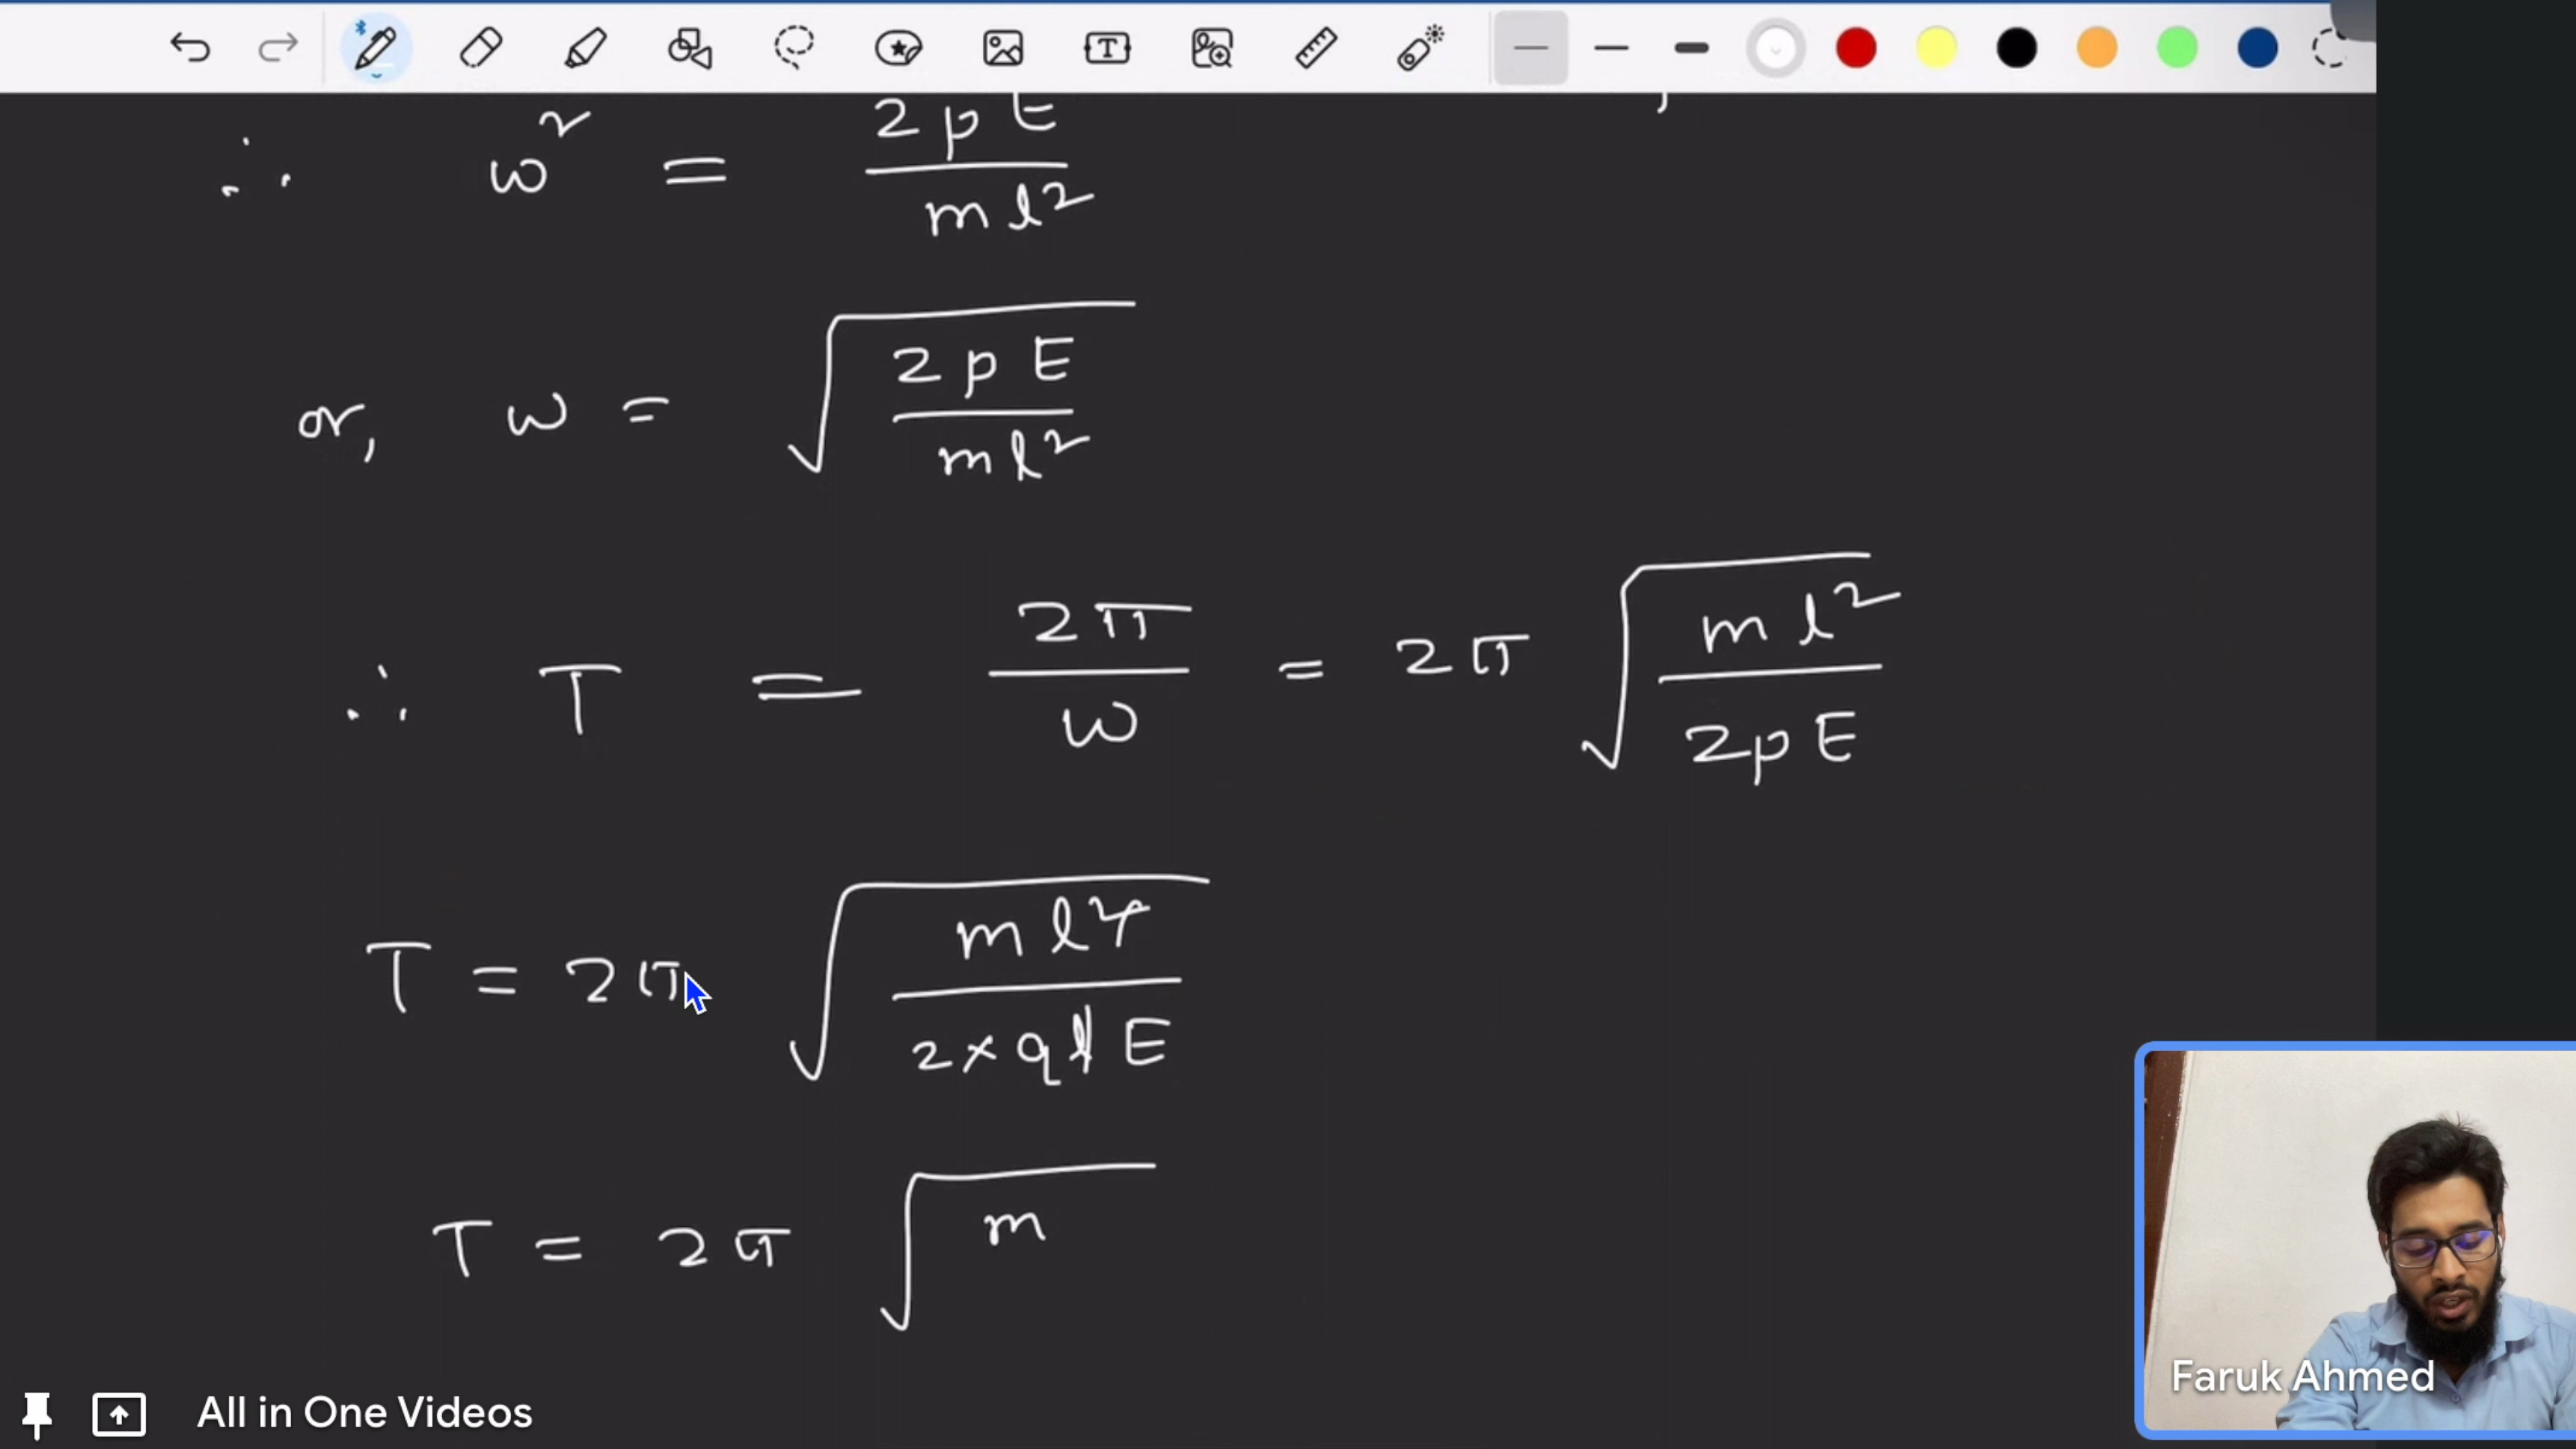 ∴ ω² = 2pE / ml²
or, ω = √(2pE / ml²)
∴ T = 2π / ω = 2π √(ml² / 2pE)
T = 2π √(ml² / 2×qlE)
T = 2π √(m
Faruk Ahmed
All in One Videos